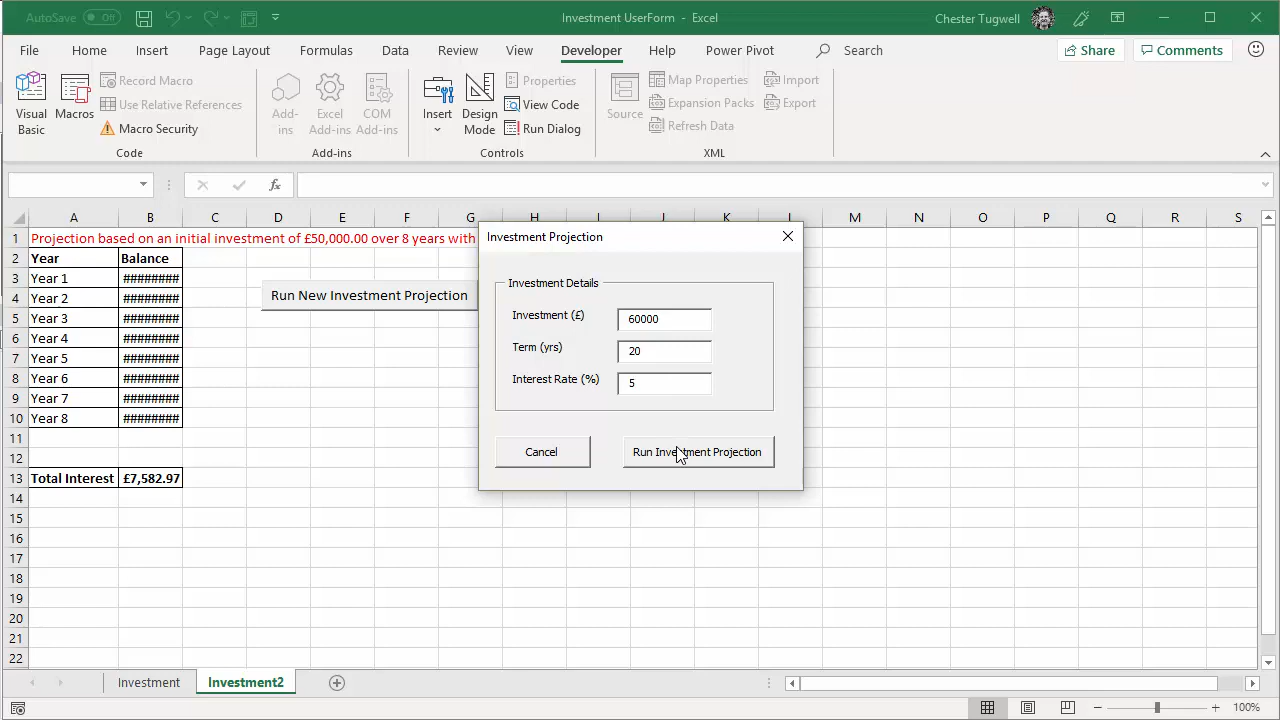 AutoSave Off
Investment UserForm - Excel
Chester Tugwell
File Home Insert Page Layout Formulas Data Review View Developer Help Power Pivot Search Share Comments
Visual Basic
Macros
Record Macro
Use Relative References
Macro Security
Code
Add-ins
Excel Add-ins
COM Add-ins
Add-ins
Insert
Design Mode
Properties
View Code
Run Dialog
Controls
Source
Map Properties
Expansion Packs
Refresh Data
Import
Export
XML
fx
A B C D E F G H I J K L M N O P Q R S
1 Projection based on an initial investment of £50,000.00 over 8 years with
2 Year Balance
3 Year 1 ########
4 Year 2 ########
5 Year 3 ########
6 Year 4 ########
7 Year 5 ########
8 Year 6 ########
9 Year 7 ########
10 Year 8 ########
11
12
13 Total Interest £7,582.97
14
15
16
17
18
19
20
21
22
Run New Investment Projection
Investment Projection
Investment Details
Investment (£) 60000
Term (yrs) 20
Interest Rate (%) 5
Cancel
Run Investment Projection
Investment Investment2
100%